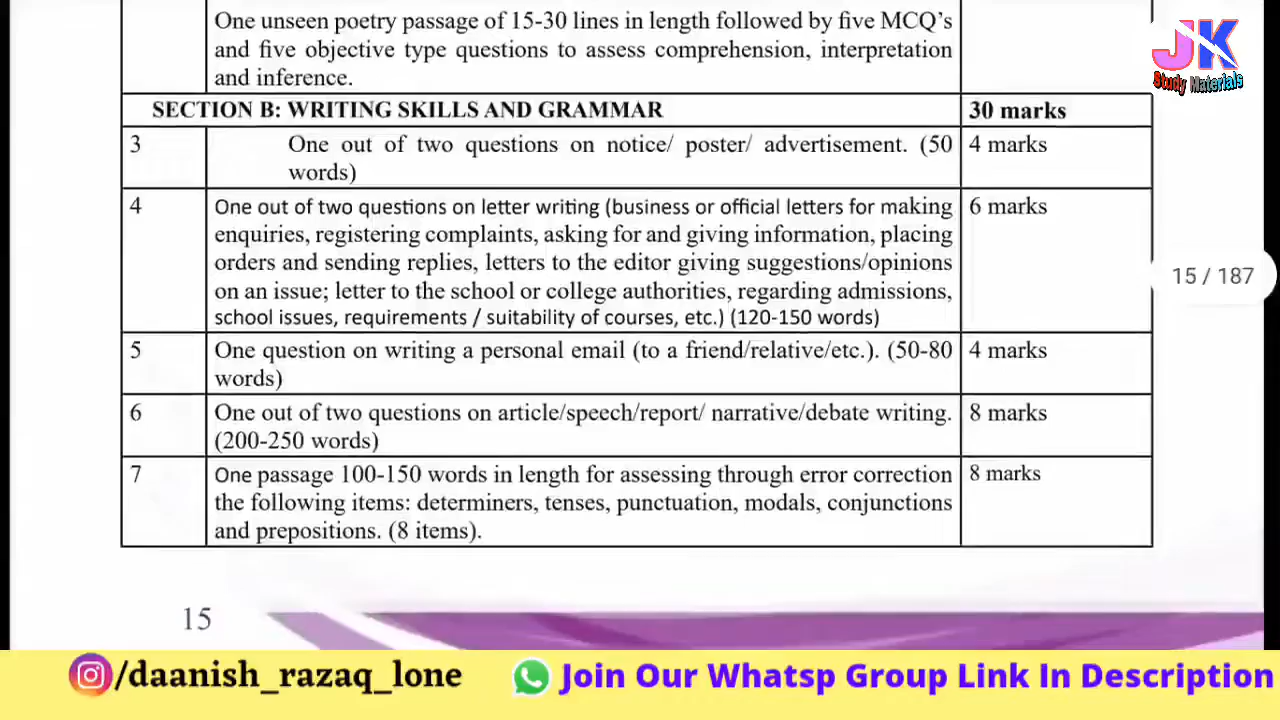 One unseen poetry passage of 15-30 lines in length followed by five MCQ's
and five objective type questions to assess comprehension, interpretation
and inference.
JK
Study Materials
SECTION B: WRITING SKILLS AND GRAMMAR 30 marks
3 One out of two questions on notice/ poster/ advertisement. (50 4 marks
words)
4 One out of two questions on letter writing (business or official letters for making 6 marks
enquiries, registering complaints, asking for and giving information, placing
orders and sending replies, letters to the editor giving suggestions/opinions
on an issue; letter to the school or college authorities, regarding admissions,
school issues, requirements / suitability of courses, etc.) (120-150 words)
15 / 187
5 One question on writing a personal email (to a friend/relative/etc.). (50-80 4 marks
words)
6 One out of two questions on article/speech/report/ narrative/debate writing. 8 marks
(200-250 words)
7 One passage 100-150 words in length for assessing through error correction 8 marks
the following items: determiners, tenses, punctuation, modals, conjunctions
and prepositions. (8 items).
15
/daanish_razaq_lone
Join Our Whatsp Group Link In Description